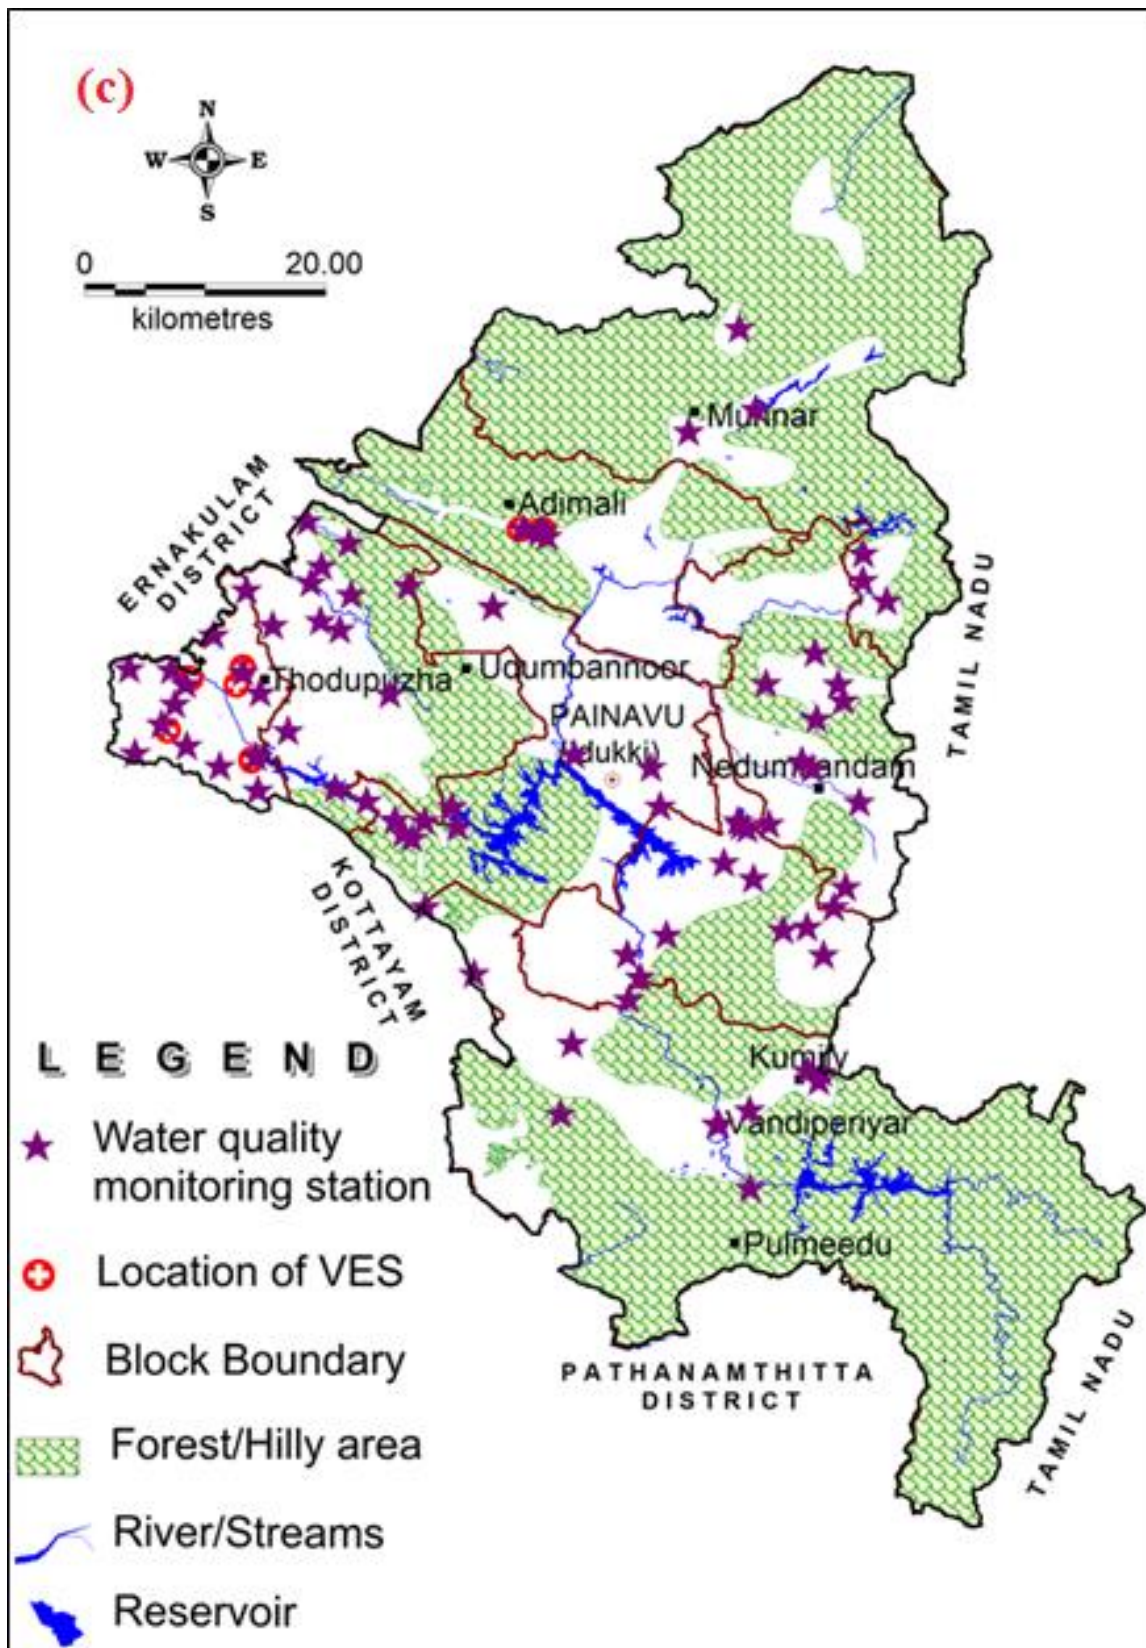 (c)
N
W E
S
0 20.00
kilometres
Munnar
Adimali
ERNAKULAM
DISTRICT
TAMIL NADU
Thodupuzha
Udumbannoor
PAINAVU
(Idukki)
Nedumkandam
KOTTAYAM
DISTRICT
Kumily
Vandiperiyar
Pulmeedu
PATHANAMTHITTA
DISTRICT
TAMIL NADU
LEGEND
Water quality
monitoring station
Location of VES
Block Boundary
Forest/Hilly area
River/Streams
Reservoir